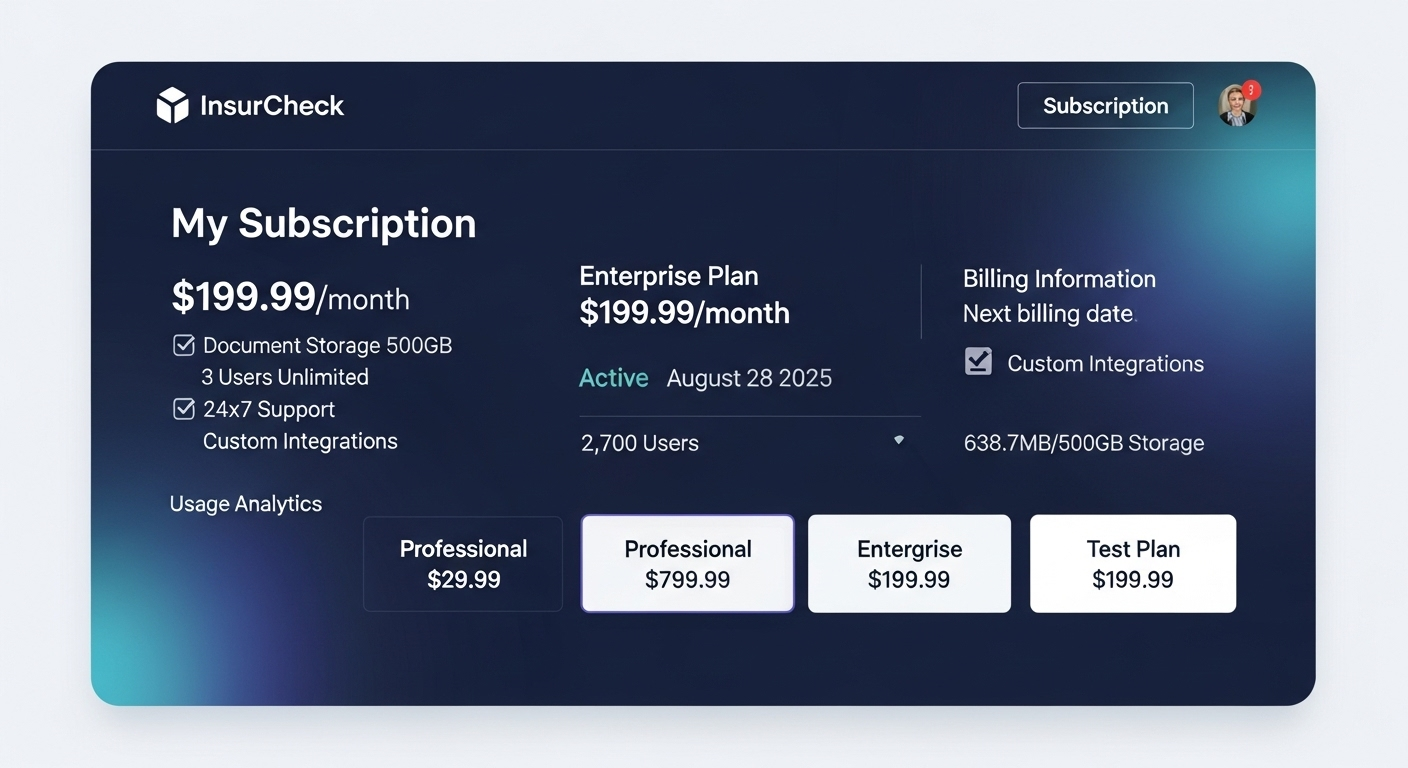 InsurCheck
Subscription
3
My Subscription
$199.99/month
Document Storage 500GB
3 Users Unlimited
24x7 Support
Custom Integrations
Enterprise Plan
$199.99/month
Active August 28 2025
2,700 Users
Billing Information
Next billing date.
Custom Integrations
638.7MB/500GB Storage
Usage Analytics
Professional
$29.99
Professional
$799.99
Entergrise
$199.99
Test Plan
$199.99